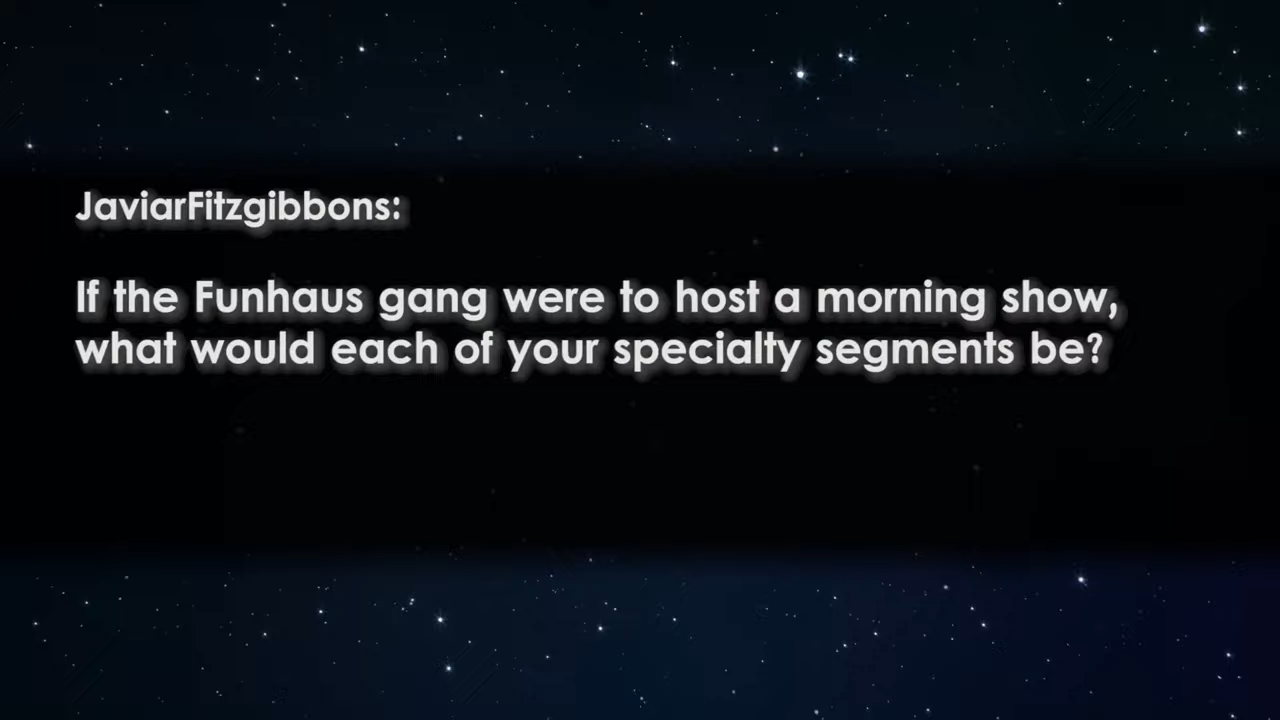 JaviarFitzgibbons:
If the Funhaus gang were to host a morning show,
what would each of your specialty segments be?